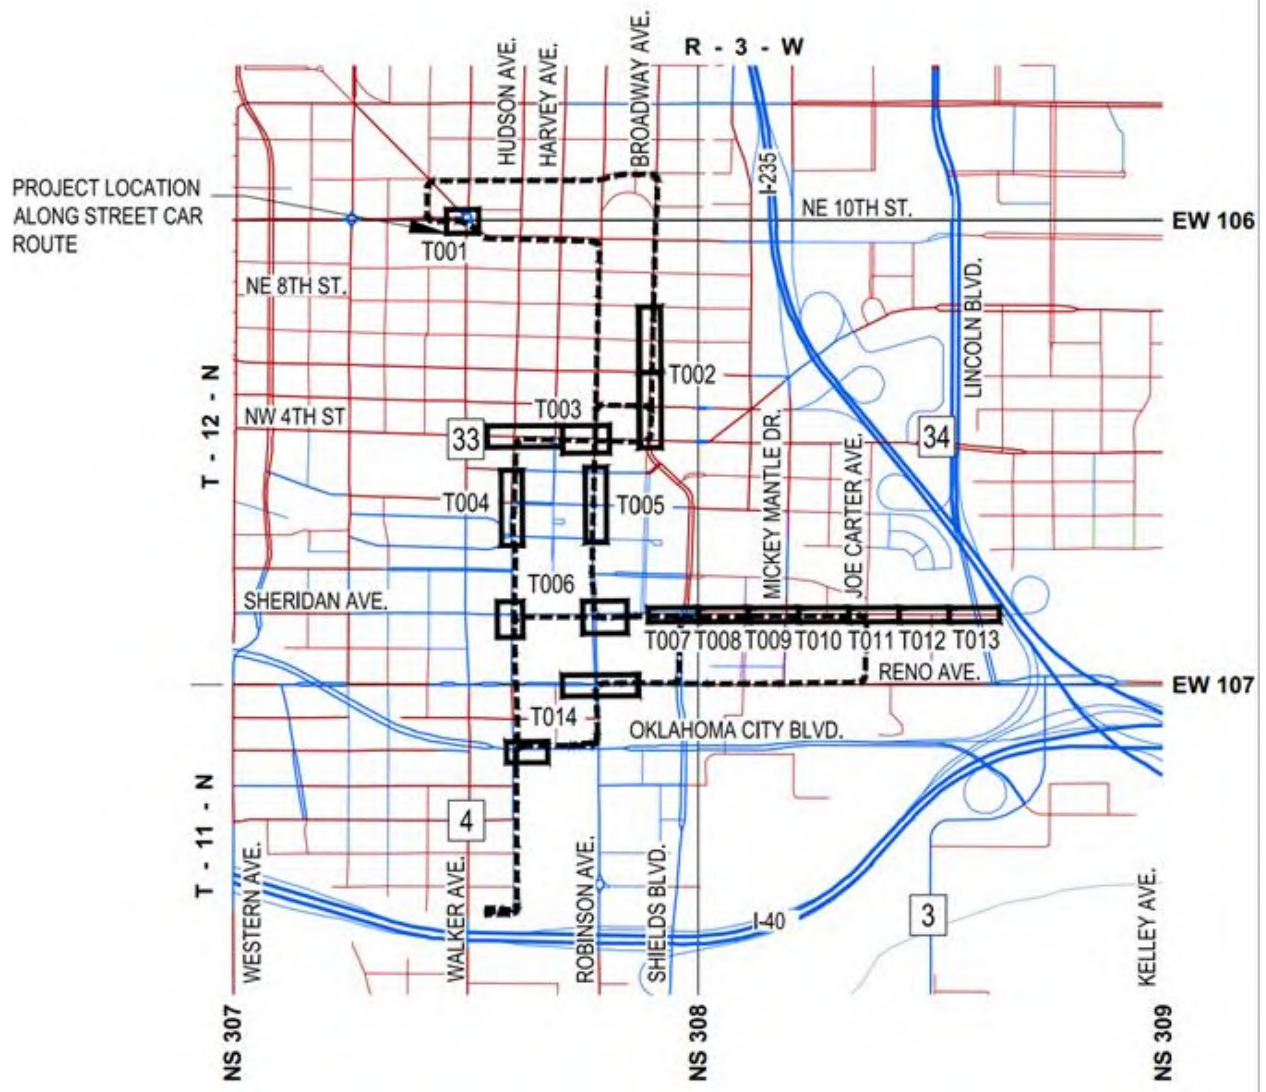 R - 3 - W
HUDSON AVE.
HARVEY AVE.
BROADWAY AVE.
I-235
PROJECT LOCATION
ALONG STREET CAR
ROUTE
NE 10TH ST.
EW 106
T001
NE 8TH ST.
LINCOLN BLVD.
T002
T - 12 - N
NW 4TH ST
T003
33
34
MICKEY MANTLE DR.
JOE CARTER AVE.
T004
T005
T006
SHERIDAN AVE.
T007
T008
T009
T010
T011
T012
T013
RENO AVE.
EW 107
T014
OKLAHOMA CITY BLVD.
T - 11 - N
4
WESTERN AVE.
WALKER AVE.
ROBINSON AVE.
SHIELDS BLVD.
I-40
3
KELLEY AVE.
NS 307
NS 308
NS 309